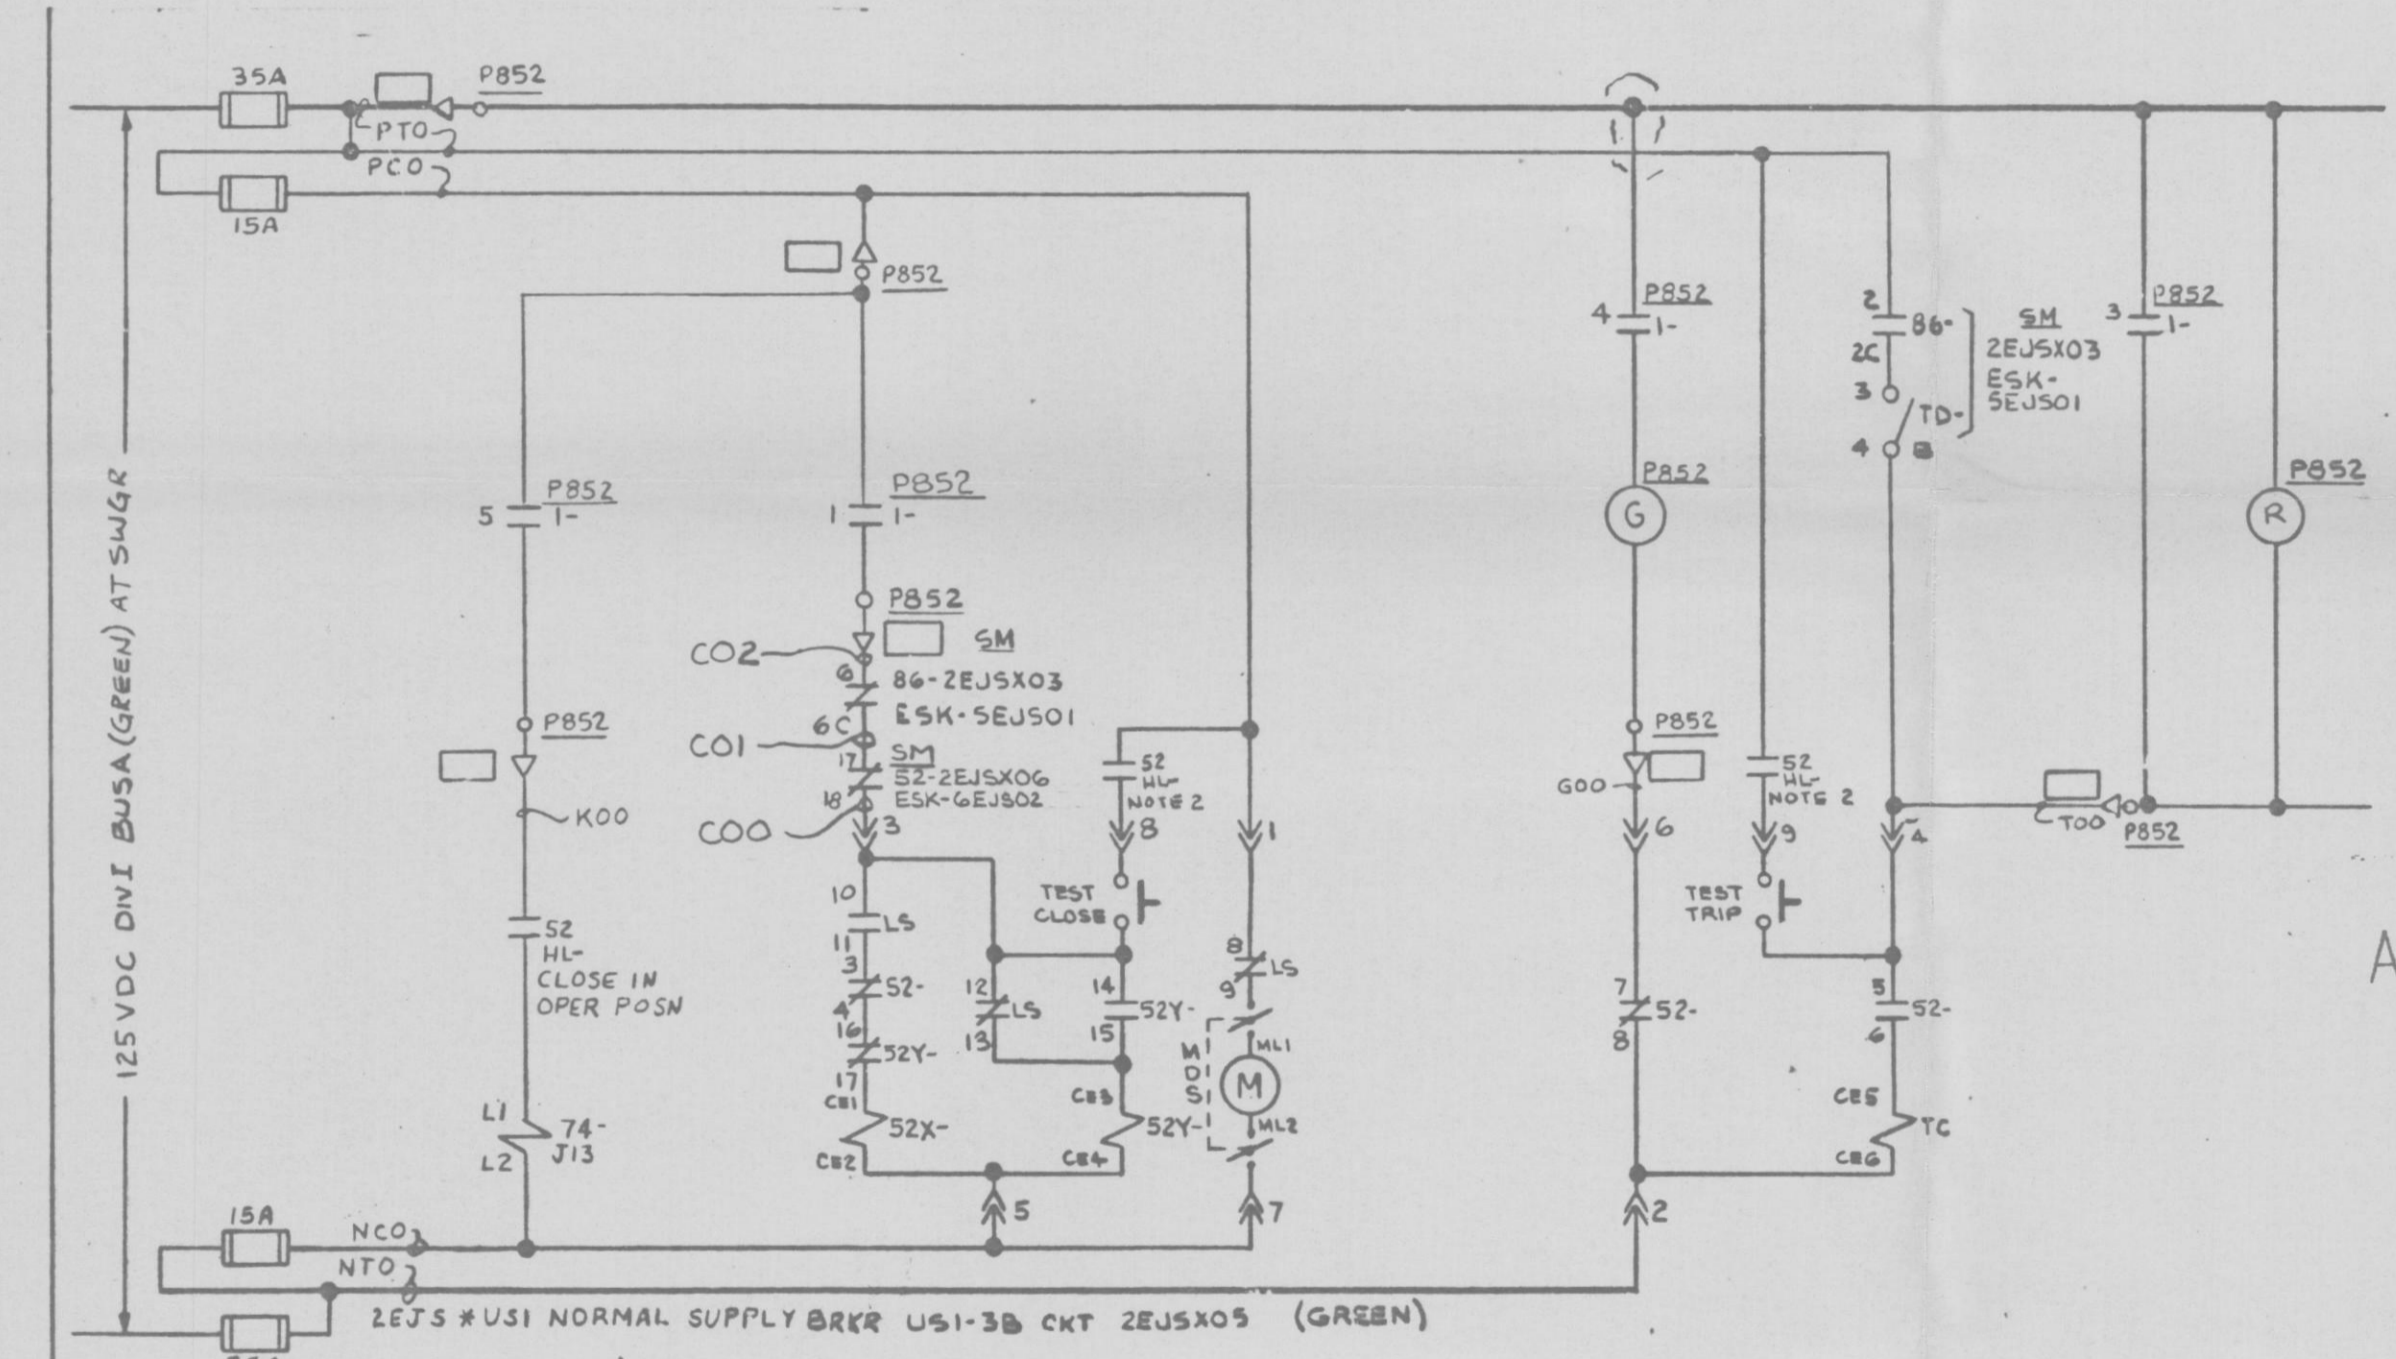 35A
P852
PTO
PCO
15A
P852
P852
1-
4
2
86-
2C
3
TD-
4
SM
2EJSX03
ESK-
5EJS01
P852
3
1-
125VDC DIV I BUSA (GREEN) AT SWGR
P852
5
1-
P852
1
1-
P852
G
P852
R
P852
SM
CO2
6
86-2EJSX03
ESK-5EJS01
6C
CO1
SM
17
52-2EJSX06
ESK-6EJS02
18
COO
3
P852
KOO
52
HL-
NOTE 2
8
1
P852
GOO
6
52
HL-
NOTE 2
9
4
TOO
P852
10
LS
11
3
52-
4
16
52Y-
17
CE1
52X-
CE2
TEST
CLOSE
12
LS
13
14
52Y-
15
CE3
52Y-
CE4
8
LS
9
MDS
ML1
M
ML2
TEST
TRIP
7
52-
8
5
52-
6
CE5
TC
CE6
A
52
HL-
CLOSE IN
OPER POSN
L1
74-
J13
L2
5
7
2
15A
NCO
NTO
2EJS*US1 NORMAL SUPPLY BRKR US1-3B CKT 2EJSX05 (GREEN)